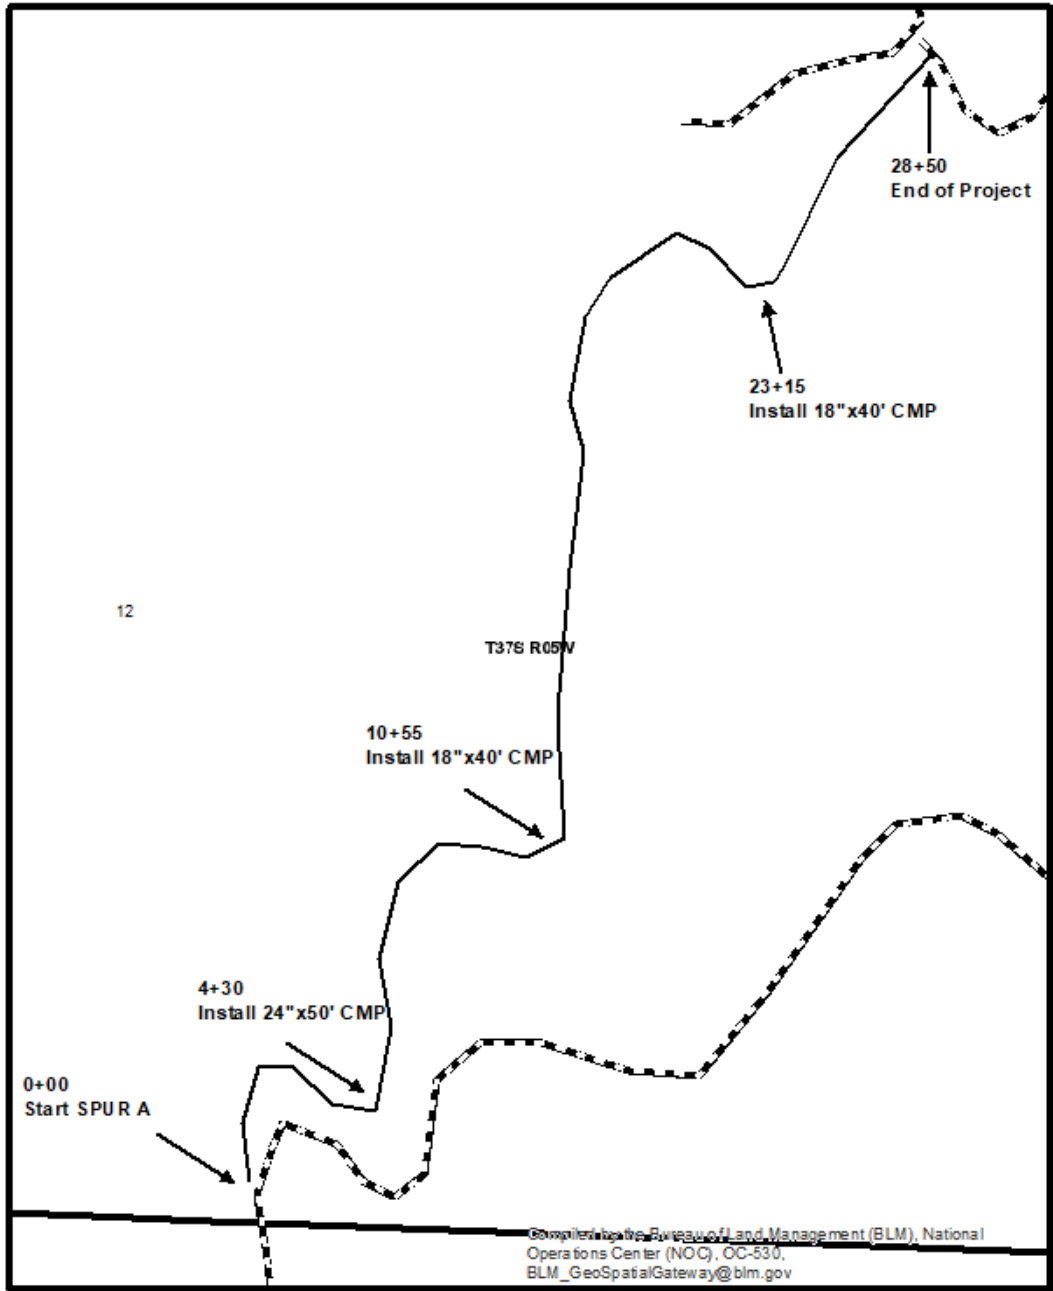 28+50
End of Project
23+15
Install 18"x40' CMP
12
T37S R05W
10+55
Install 18"x40' CMP
4+30
Install 24"x50' CMP
0+00
Start SPUR A
Compiled by the Bureau of Land Management (BLM), National
Operations Center (NOC), OC-530,
BLM_GeoSpatialGateway@blm.gov